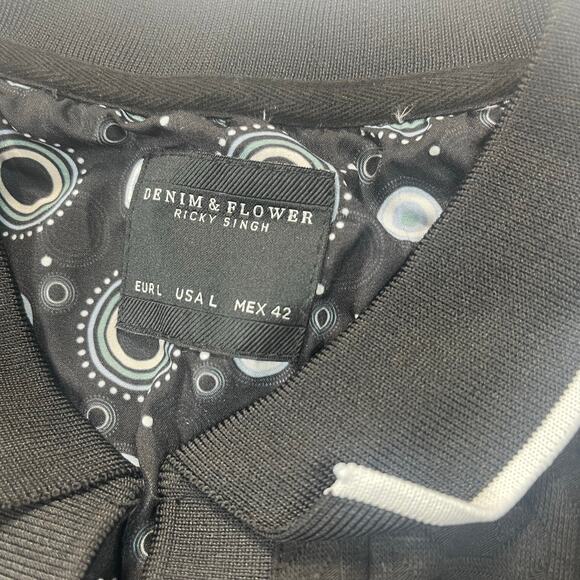 DENIM & FLOWER
RICKY SINGH
EUR L USA L MEX 42